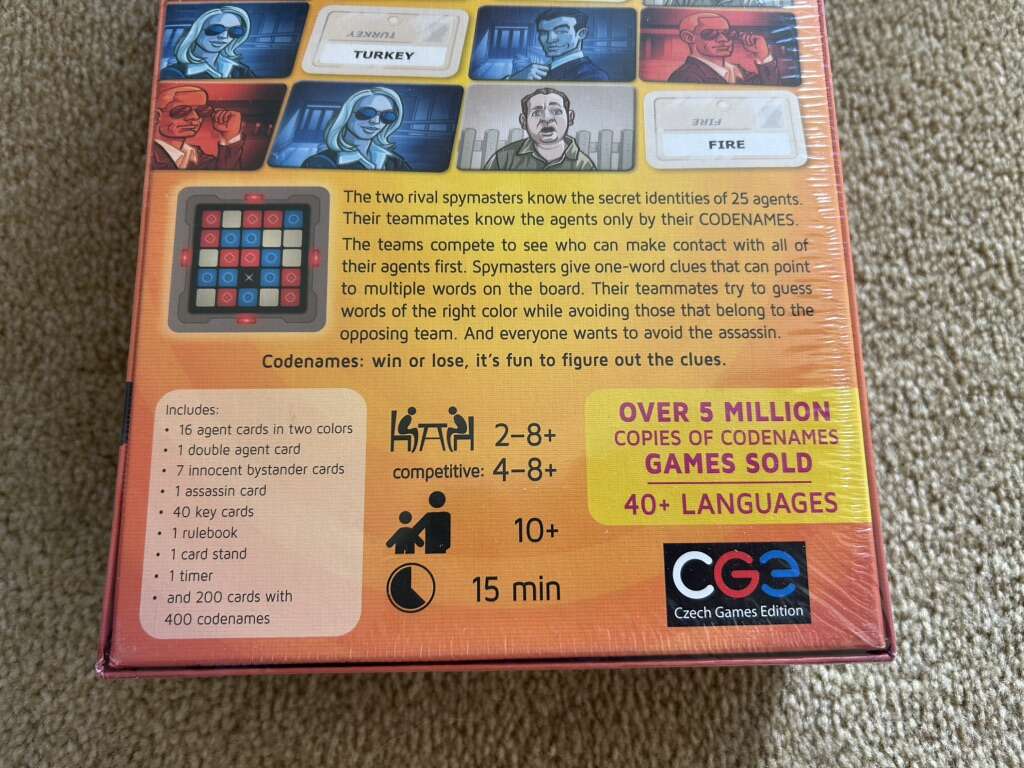 TURKEY
TURKEY
FIRE
FIRE
The two rival spymasters know the secret identities of 25 agents.
Their teammates know the agents only by their CODENAMES.
The teams compete to see who can make contact with all of
their agents first. Spymasters give one-word clues that can point
to multiple words on the board. Their teammates try to guess
words of the right color while avoiding those that belong to the
opposing team. And everyone wants to avoid the assassin.
Codenames: win or lose, it's fun to figure out the clues.
Includes:
• 16 agent cards in two colors
• 1 double agent card
• 7 innocent bystander cards
• 1 assassin card
• 40 key cards
• 1 rulebook
• 1 card stand
• 1 timer
• and 200 cards with
400 codenames
2–8+
competitive: 4–8+
10+
15 min
OVER 5 MILLION
COPIES OF CODENAMES
GAMES SOLD
40+ LANGUAGES
CGE
Czech Games Edition